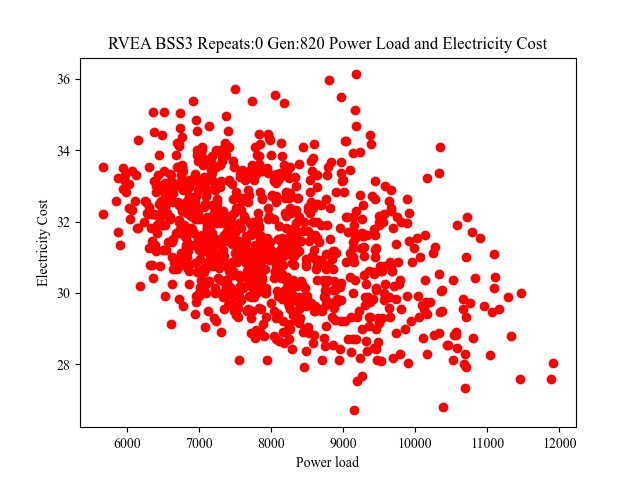 RVEA BSS3 Repeats:0 Gen:820 Power Load and Electricity Cost
36
34
32
30
28
Electricity Cost
6000 7000 8000 9000 10000 11000 12000
Power load